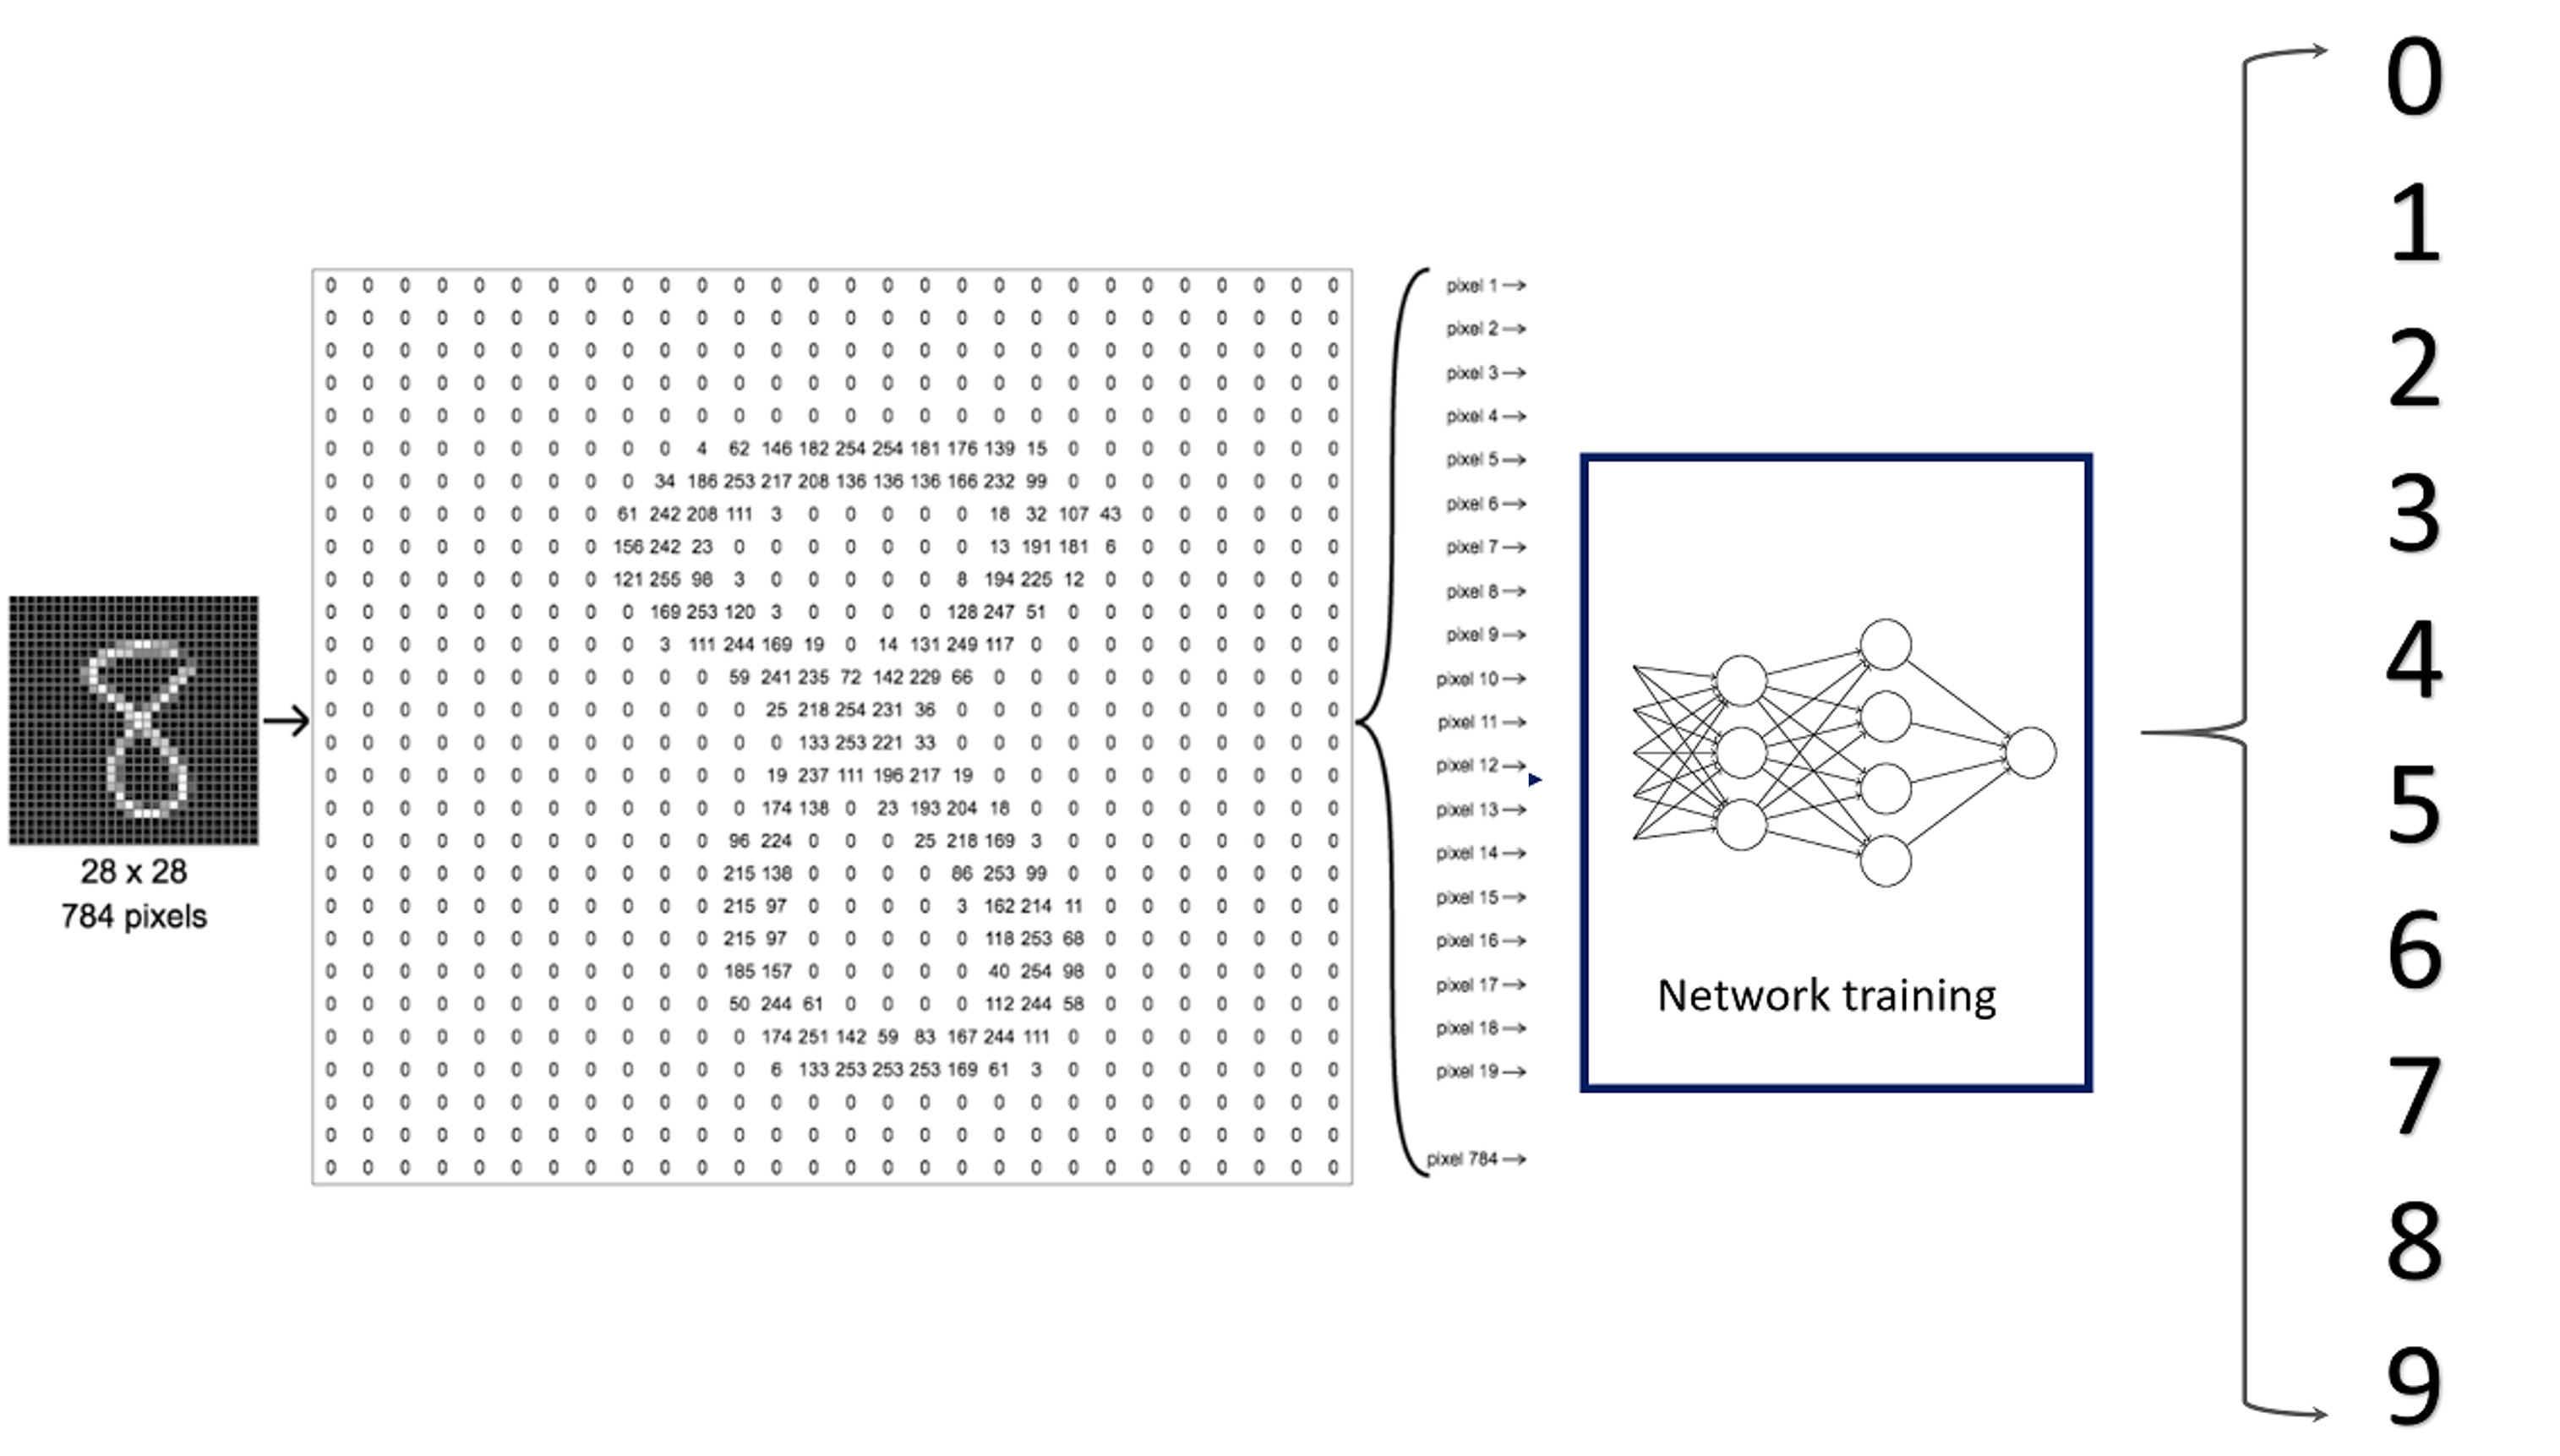 28 x 28
784 pixels
0 0 0 0 0 0 0 0 0 0 0 0 0 0 0 0 0 0 0 0 0 0 0 0 0 0 0 0
0 0 0 0 0 0 0 0 0 0 0 0 0 0 0 0 0 0 0 0 0 0 0 0 0 0 0 0
0 0 0 0 0 0 0 0 0 0 0 0 0 0 0 0 0 0 0 0 0 0 0 0 0 0 0 0
0 0 0 0 0 0 0 0 0 0 0 0 0 0 0 0 0 0 0 0 0 0 0 0 0 0 0 0
0 0 0 0 0 0 0 0 0 0 0 0 0 0 0 0 0 0 0 0 0 0 0 0 0 0 0 0
0 0 0 0 0 0 0 0 0 0 4 62 146 182 254 254 181 176 139 15 0 0 0 0 0 0 0 0
0 0 0 0 0 0 0 0 0 34 186 253 217 208 136 136 136 166 232 99 0 0 0 0 0 0 0 0
0 0 0 0 0 0 0 0 61 242 208 111 3 0 0 0 0 0 18 32 107 43 0 0 0 0 0 0
0 0 0 0 0 0 0 0 156 242 23 0 0 0 0 0 0 0 13 191 181 6 0 0 0 0 0 0
0 0 0 0 0 0 0 0 121 255 98 3 0 0 0 0 0 8 194 225 12 0 0 0 0 0 0 0
0 0 0 0 0 0 0 0 0 169 253 120 3 0 0 0 0 128 247 51 0 0 0 0 0 0 0 0
0 0 0 0 0 0 0 0 0 3 111 244 169 19 0 14 131 249 117 0 0 0 0 0 0 0 0 0
0 0 0 0 0 0 0 0 0 0 0 59 241 235 72 142 229 66 0 0 0 0 0 0 0 0 0 0
0 0 0 0 0 0 0 0 0 0 0 0 25 218 254 231 36 0 0 0 0 0 0 0 0 0 0 0
0 0 0 0 0 0 0 0 0 0 0 0 0 133 253 221 33 0 0 0 0 0 0 0 0 0 0 0
0 0 0 0 0 0 0 0 0 0 0 0 19 237 111 196 217 19 0 0 0 0 0 0 0 0 0 0
0 0 0 0 0 0 0 0 0 0 0 0 174 138 0 23 193 204 18 0 0 0 0 0 0 0 0 0
0 0 0 0 0 0 0 0 0 0 0 96 224 0 0 0 25 218 169 3 0 0 0 0 0 0 0 0
0 0 0 0 0 0 0 0 0 0 0 215 138 0 0 0 0 86 253 99 0 0 0 0 0 0 0 0
0 0 0 0 0 0 0 0 0 0 0 215 97 0 0 0 0 3 162 214 11 0 0 0 0 0 0 0
0 0 0 0 0 0 0 0 0 0 0 215 97 0 0 0 0 0 118 253 68 0 0 0 0 0 0 0
0 0 0 0 0 0 0 0 0 0 0 185 157 0 0 0 0 0 40 254 98 0 0 0 0 0 0 0
0 0 0 0 0 0 0 0 0 0 0 50 244 61 0 0 0 0 112 244 58 0 0 0 0 0 0 0
0 0 0 0 0 0 0 0 0 0 0 0 174 251 142 59 83 167 244 111 0 0 0 0 0 0 0 0
0 0 0 0 0 0 0 0 0 0 0 0 6 133 253 253 253 169 61 3 0 0 0 0 0 0 0 0
0 0 0 0 0 0 0 0 0 0 0 0 0 0 0 0 0 0 0 0 0 0 0 0 0 0 0 0
0 0 0 0 0 0 0 0 0 0 0 0 0 0 0 0 0 0 0 0 0 0 0 0 0 0 0 0
0 0 0 0 0 0 0 0 0 0 0 0 0 0 0 0 0 0 0 0 0 0 0 0 0 0 0 0
pixel 1
pixel 2
pixel 3
pixel 4
pixel 5
pixel 6
pixel 7
pixel 8
pixel 9
pixel 10
pixel 11
pixel 12
pixel 13
pixel 14
pixel 15
pixel 16
pixel 17
pixel 18
pixel 19
pixel 784
Network training
0
1
2
3
4
5
6
7
8
9